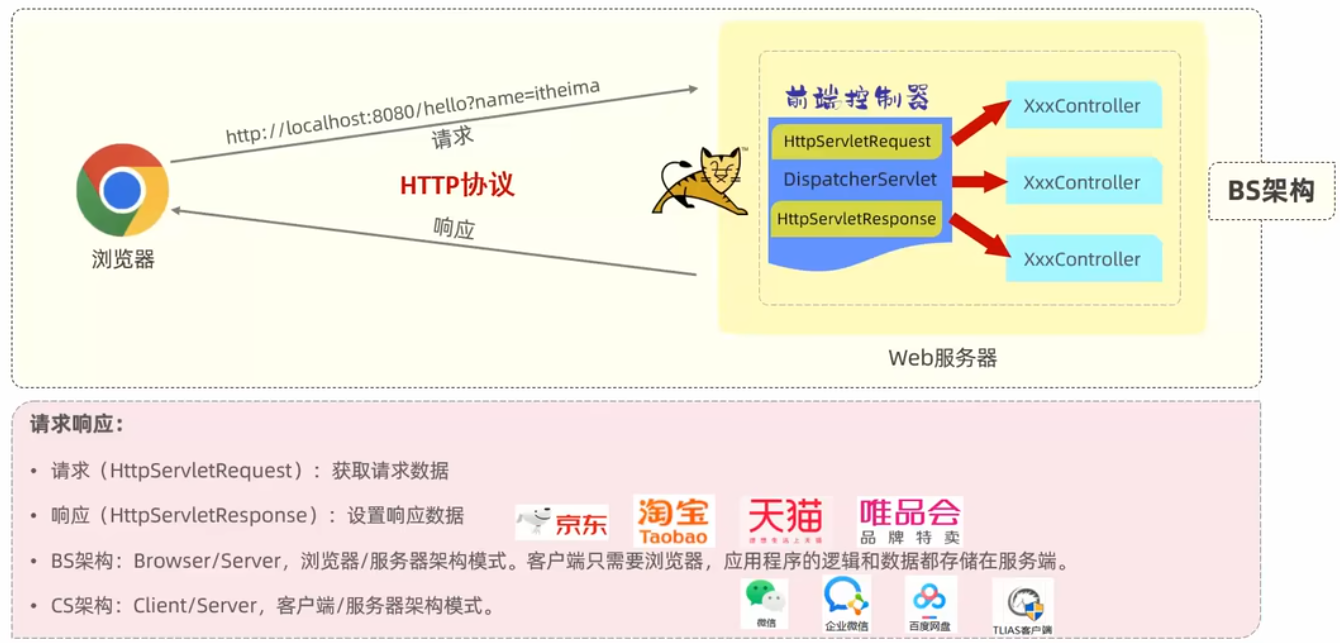 http://localhost:8080/hello?name=itheima
请求
HTTP协议
响应
浏览器
前端控制器
HttpServletRequest
DispatcherServlet
HttpServletResponse
XxxController
XxxController
XxxController
Web服务器
BS架构
请求响应：
• 请求（HttpServletRequest）：获取请求数据
• 响应（HttpServletResponse）：设置响应数据
京东
淘宝
Taobao
天猫
唯品会
品牌特卖
• BS架构：Browser/Server，浏览器/服务器架构模式。客户端只需要浏览器，应用程序的逻辑和数据都存储在服务端。
• CS架构：Client/Server，客户端/服务器架构模式。
微信
企业微信
百度网盘
TLIAS客户端